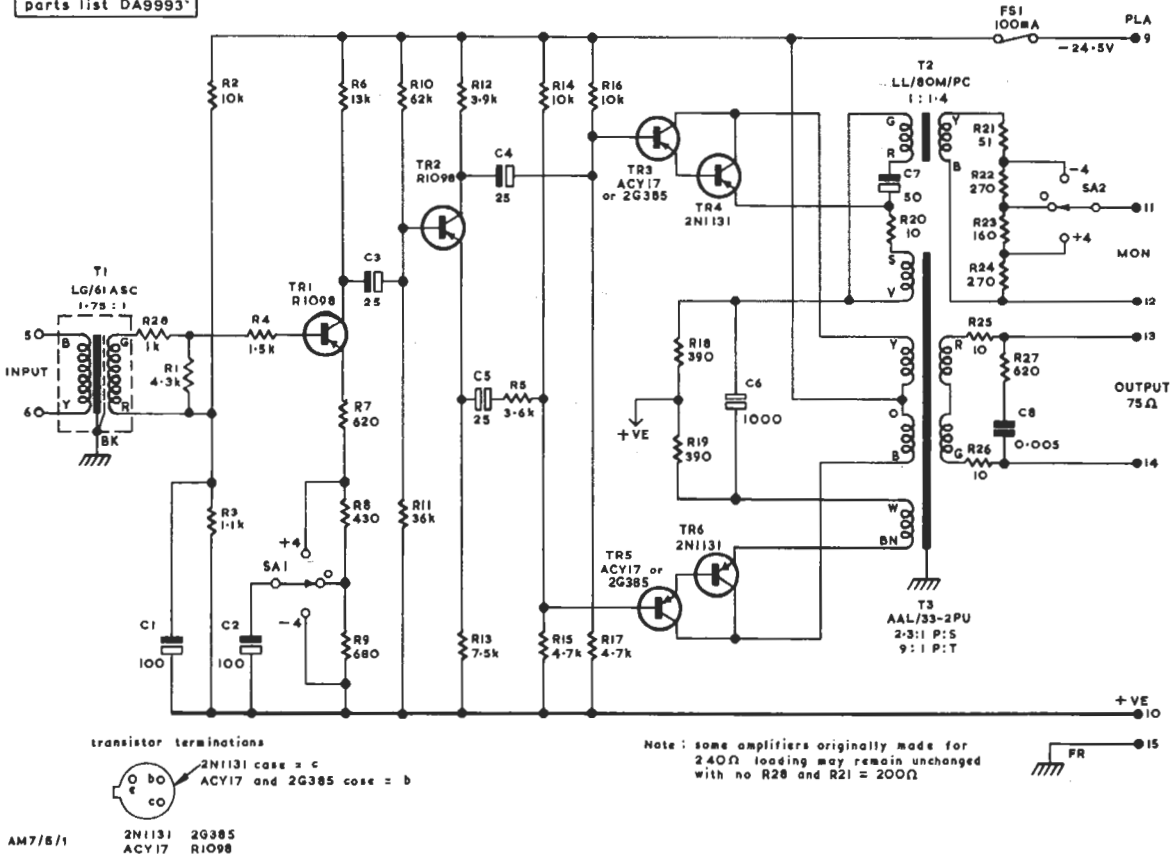 parts list DA9993
FS1
100mA
PLA
9
-24·5V
R2
10k
R6
13k
R10
62k
R12
3·9k
R14
10k
R16
10k
T2
LL/80M/PC
1 : 1·4
G
R
Y
B
R21
51
C7
50
R22
270
-4
O
SA2
11
R20
10
R23
160
+4
MON
R24
270
12
TR2
R1098
C4
25
TR3
ACY17
or 2G385
TR4
2N1131
S
V
T1
LG/61ASC
1·75 : 1
TR1
R1098
C3
25
5
B
INPUT
6
Y
G
R
BK
R28
1k
R1
4·3k
R4
1·5k
R7
620
C5
25
R5
3·6k
R18
390
+VE
R19
390
C6
1000
Y
O
B
R
G
R25
10
R27
620
C8
0·005
R26
10
13
OUTPUT
75Ω
14
R3
1·1k
R8
430
R11
36k
+4
SA1
O
-4
W
BN
TR6
2N1131
TR5
ACY17 or
2G385
T3
AAL/33-2PU
2·3:1 P:S
9:1 P:T
C1
100
C2
100
R9
680
R13
7·5k
R15
4·7k
R17
4·7k
+VE
10
15
FR
transistor terminations
2N1131 case = c
ACY17 and 2G385 case = b
e
b
c
2N1131 2G385
ACY17 R1098
Note : some amplifiers originally made for
240Ω loading may remain unchanged
with no R28 and R21 = 200Ω
AM7/5/1